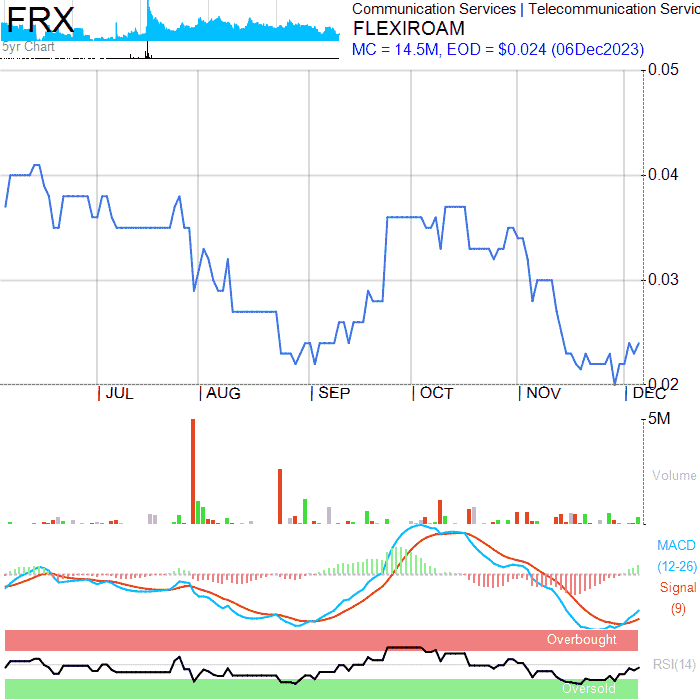 FRX
5yr Chart
Communication Services | Telecommunication Servic
FLEXIROAM
MC = 14.5M, EOD = $0.024 (06Dec2023)
0.05
0.04
0.03
0.02
JUL
AUG
SEP
OCT
NOV
DEC
5M
Volume
MACD
(12-26)
Signal
(9)
Overbought
RSI(14)
Oversold